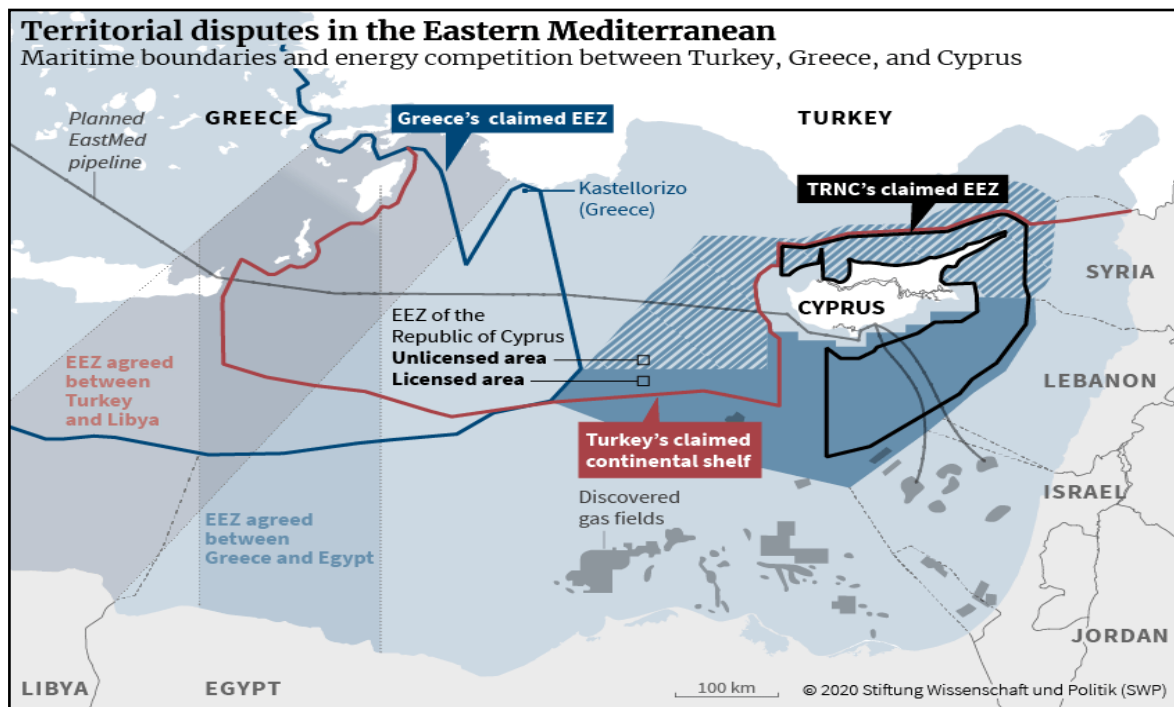 Territorial disputes in the Eastern Mediterranean
Maritime boundaries and energy competition between Turkey, Greece, and Cyprus
Planned
EastMed
pipeline
GREECE
Greece's claimed EEZ
TURKEY
Kastellorizo
(Greece)
TRNC's claimed EEZ
SYRIA
CYPRUS
EEZ of the
Republic of Cyprus
Unlicensed area
Licensed area
EEZ agreed
between
Turkey
and Libya
LEBANON
Turkey's claimed
continental shelf
ISRAEL
Discovered
gas fields
EEZ agreed
between
Greece and Egypt
JORDAN
LIBYA
EGYPT
100 km
© 2020 Stiftung Wissenschaft und Politik (SWP)